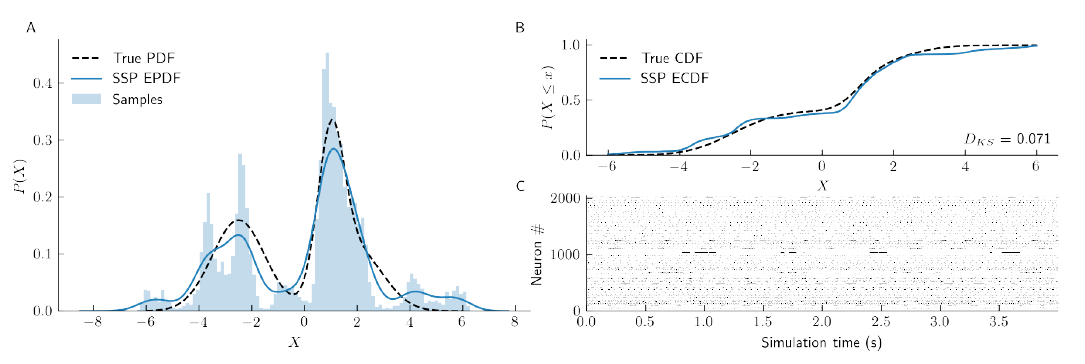 A
True PDF
SSP EPDF
Samples
P(X)
0.4
0.3
0.2
0.1
0.0
−8 −6 −4 −2 0 2 4 6 8
X
B
True CDF
SSP ECDF
P(X ≤ x)
1.0
0.5
0.0
D_{KS} = 0.071
−6 −4 −2 0 2 4 6
X
C
Neuron #
2000
1000
0
0.0 0.5 1.0 1.5 2.0 2.5 3.0 3.5
Simulation time (s)